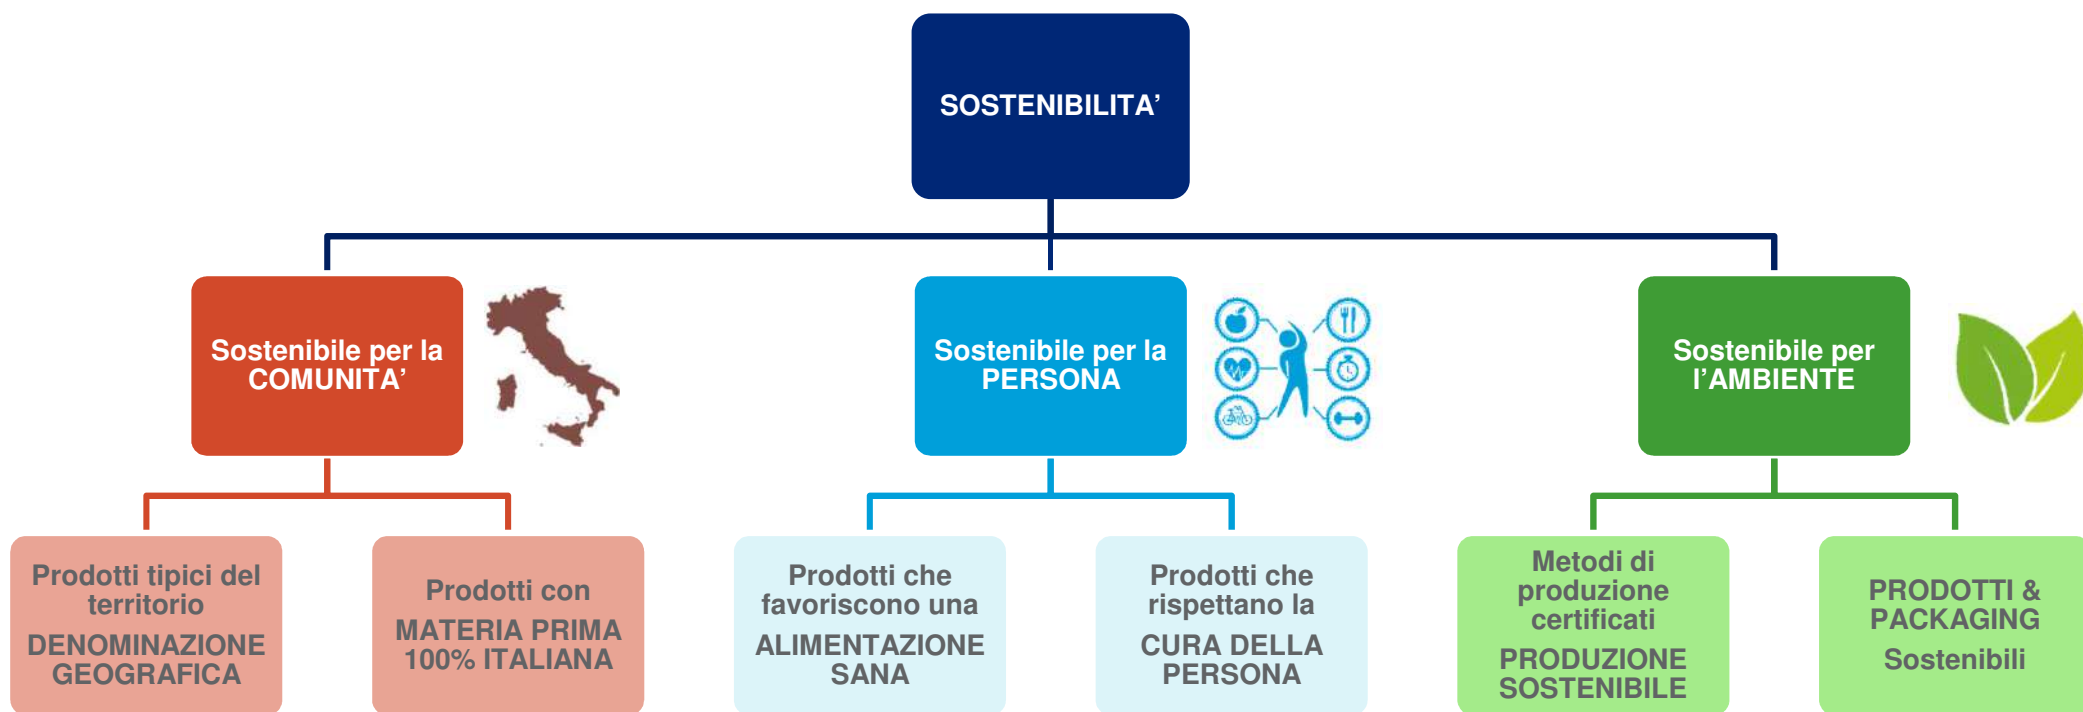 SOSTENIBILITA’
Sostenibile per la
COMUNITA’
Sostenibile per la
PERSONA
Sostenibile per
l’AMBIENTE
Prodotti tipici del
territorio
DENOMINAZIONE
GEOGRAFICA
Prodotti con
MATERIA PRIMA
100% ITALIANA
Prodotti che
favoriscono una
ALIMENTAZIONE
SANA
Prodotti che
rispettano la
CURA DELLA
PERSONA
Metodi di
produzione
certificati
PRODUZIONE
SOSTENIBILE
PRODOTTI &
PACKAGING
Sostenibili